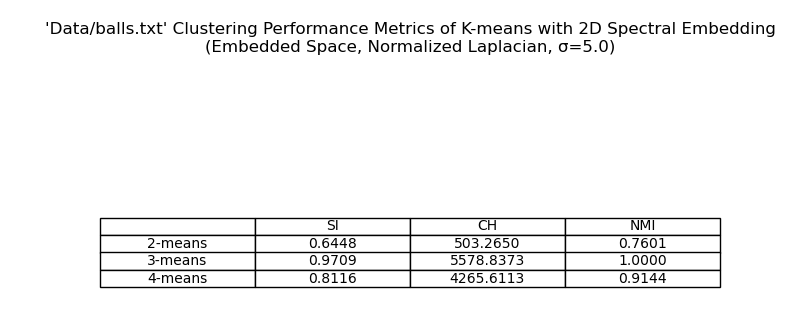 'Data/balls.txt' Clustering Performance Metrics of K-means with 2D Spectral Embedding
(Embedded Space, Normalized Laplacian, σ=5.0)
SI CH NMI
2-means 0.6448 503.2650 0.7601
3-means 0.9709 5578.8373 1.0000
4-means 0.8116 4265.6113 0.9144